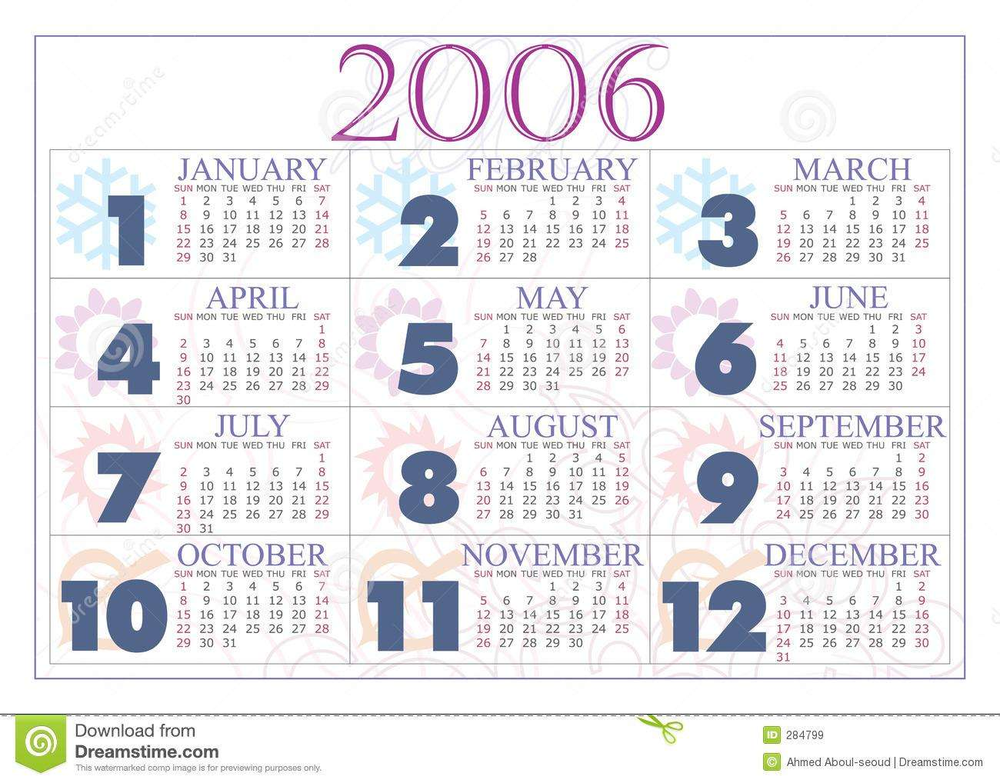 2006
JANUARY
SUN MON TUE WED THU FRI SAT
1 2 3 4 5 6 7
8 9 10 11 12 13 14
15 16 17 18 19 20 21
22 23 24 25 26 27 28
29 30 31
1
FEBRUARY
SUN MON TUE WED THU FRI SAT
1 2 3 4
5 6 7 8 9 10 11
12 13 14 15 16 17 18
19 20 21 22 23 24 25
26 27 28
2
MARCH
SUN MON TUE WED THU FRI SAT
1 2 3 4
5 6 7 8 9 10 11
12 13 14 15 16 17 18
19 20 21 22 23 24 25
26 27 28 29 30 31
3
APRIL
SUN MON TUE WED THU FRI SAT
1
2 3 4 5 6 7 8
9 10 11 12 13 14 15
16 17 18 19 20 21 22
23 24 25 26 27 28 29
30
4
MAY
SUN MON TUE WED THU FRI SAT
1 2 3 4 5 6
7 8 9 10 11 12 13
14 15 16 17 18 19 20
21 22 23 24 25 26 27
28 29 30 31
5
JUNE
SUN MON TUE WED THU FRI SAT
1 2 3
4 5 6 7 8 9 10
11 12 13 14 15 16 17
18 19 20 21 22 23 24
25 26 27 28 29 30
6
JULY
SUN MON TUE WED THU FRI SAT
1
2 3 4 5 6 7 8
9 10 11 12 13 14 15
16 17 18 19 20 21 22
23 24 25 26 27 28 29
30 31
7
AUGUST
SUN MON TUE WED THU FRI SAT
1 2 3 4 5
6 7 8 9 10 11 12
13 14 15 16 17 18 19
20 21 22 23 24 25 26
27 28 29 30 31
8
SEPTEMBER
SUN MON TUE WED THU FRI SAT
1 2
3 4 5 6 7 8 9
10 11 12 13 14 15 16
17 18 19 20 21 22 23
24 25 26 27 28 29 30
9
OCTOBER
SUN MON TUE WED THU FRI SAT
1 2 3 4 5 6 7
8 9 10 11 12 13 14
15 16 17 18 19 20 21
22 23 24 25 26 27 28
29 30 31
10
NOVEMBER
SUN MON TUE WED THU FRI SAT
1 2 3 4
5 6 7 8 9 10 11
12 13 14 15 16 17 18
19 20 21 22 23 24 25
26 27 28 29 30
11
DECEMBER
SUN MON TUE WED THU FRI SAT
1 2
3 4 5 6 7 8 9
10 11 12 13 14 15 16
17 18 19 20 21 22 23
24 25 26 27 28 29 30
31
12
Download from
Dreamstime.com
This watermarked comp image is for previewing purposes only.
ID 284799
© Ahmed Aboul-seoud | Dreamstime.com